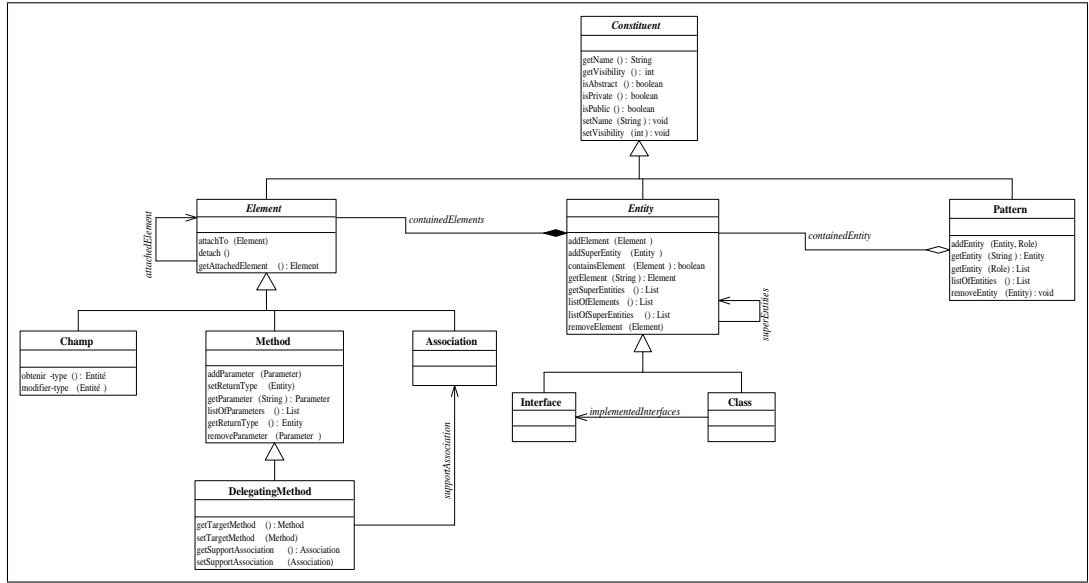 Constituent
getName () : String
getVisibility () : int
isAbstract () : boolean
isPrivate () : boolean
isPublic () : boolean
setName (String) : void
setVisibility (int) : void
Element
attachTo (Element)
detach ()
getAttachedElement () : Element
attachedElement
containedElements
Entity
addElement (Element )
addSuperEntity (Entity )
containsElement (Element ) : boolean
getElement (String) : Element
getSuperEntities () : List
listOfElements () : List
listOfSuperEntities () : List
removeElement (Element)
superEntities
containedEntity
Pattern
addEntity (Entity, Role)
getEntity (String ) : Entity
getEntity (Role) : List
listOfEntities () : List
removeEntity (Entity) : void
Champ
obtenir -type () : Entité
modifier-type (Entité )
Method
addParameter (Parameter)
setReturnType (Entity)
getParameter (String) : Parameter
listOfParameters () : List
getReturnType () : Entity
removeParameter (Parameter )
Association
supportAssociation
Interface
implementedInterfaces
Class
DelegatingMethod
getTargetMethod () : Method
setTargetMethod (Method)
getSupportAssociation () : Association
setSupportAssociation (Association)